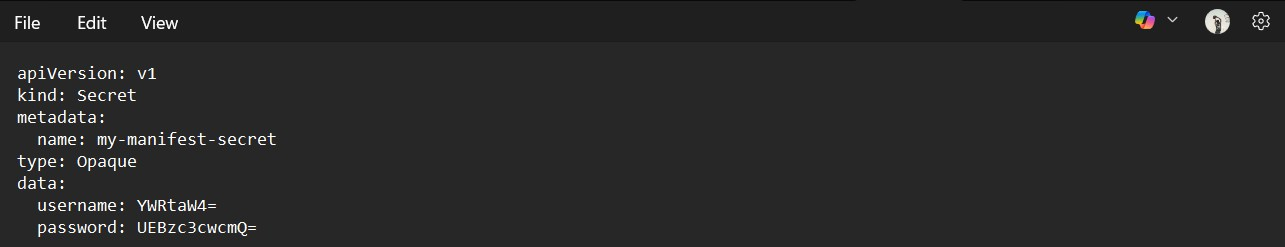 File Edit View
apiVersion: v1
kind: Secret
metadata:
  name: my-manifest-secret
type: Opaque
data:
  username: YWRtaW4=
  password: UEBzc3cwcmQ=